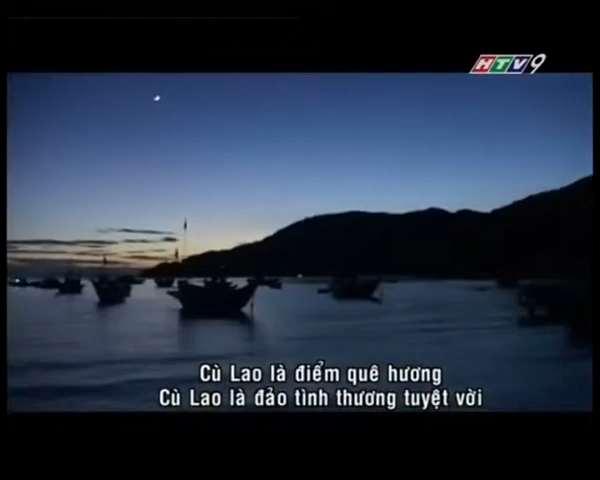 HTV9
Cù Lao là điểm quê hương
Cù Lao là đảo tình thương tuyệt vời